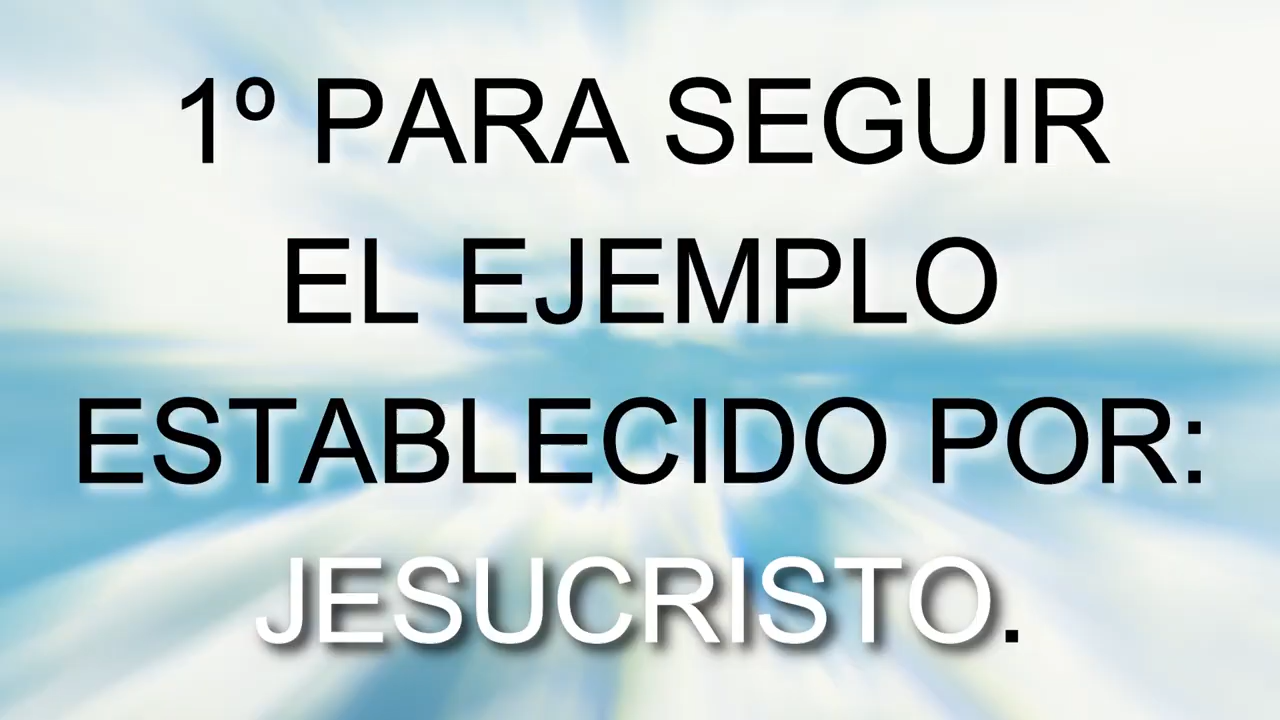 1º PARA SEGUIR
EL EJEMPLO
ESTABLECIDO POR:
JESUCRISTO.